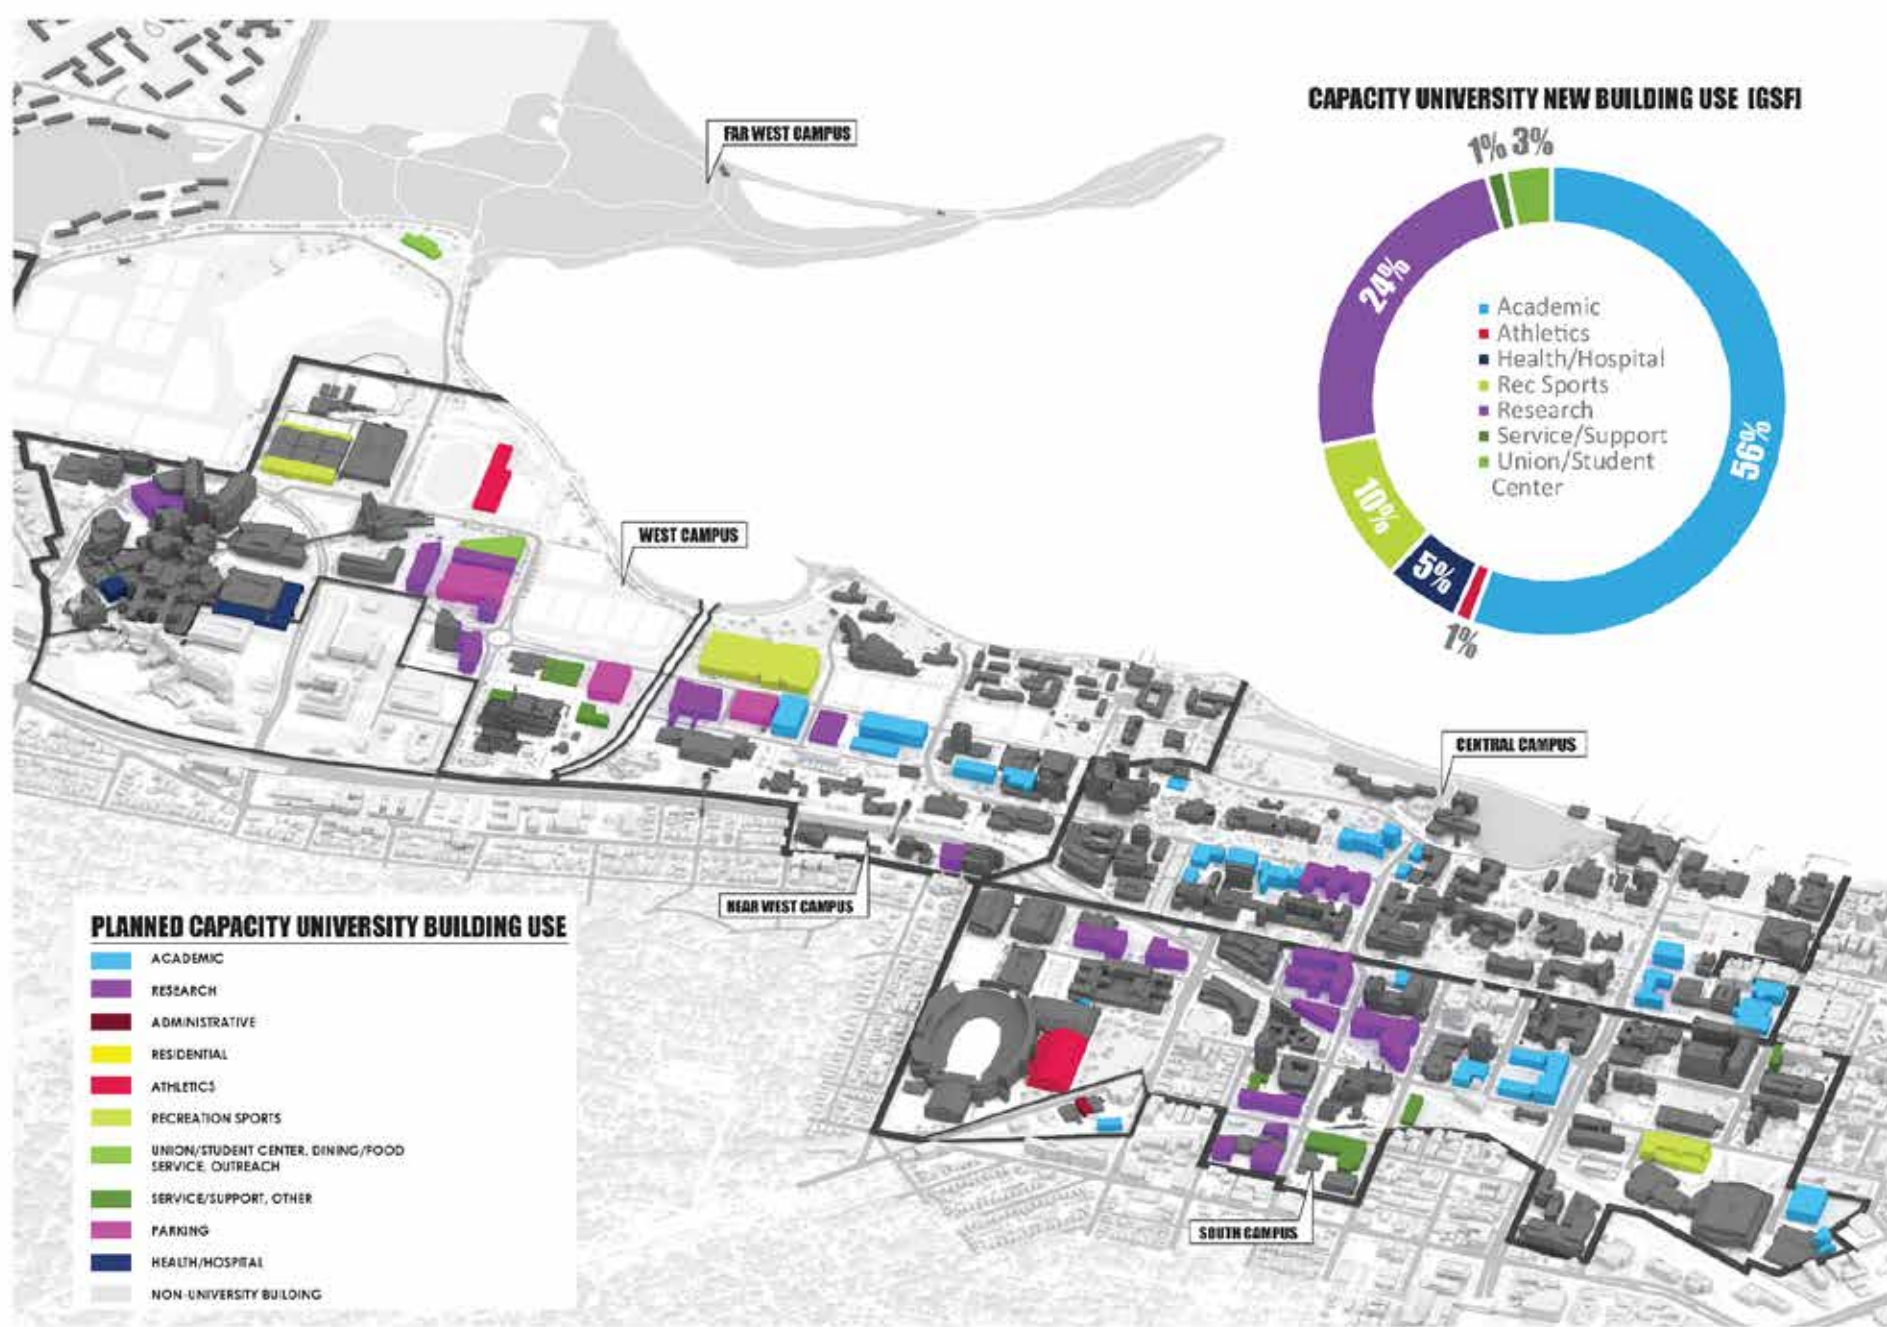 CAPACITY UNIVERSITY NEW BUILDING USE [GSF]
1% 3%
24%
56%
10%
5%
1%
Academic
Athletics
Health/Hospital
Rec Sports
Research
Service/Support
Union/Student
Center
FAR WEST CAMPUS
WEST CAMPUS
CENTRAL CAMPUS
NEAR WEST CAMPUS
SOUTH CAMPUS
PLANNED CAPACITY UNIVERSITY BUILDING USE
ACADEMIC
RESEARCH
ADMINISTRATIVE
RESIDENTIAL
ATHLETICS
RECREATION SPORTS
UNION/STUDENT CENTER, DINING/FOOD
SERVICE, OUTREACH
SERVICE/SUPPORT, OTHER
PARKING
HEALTH/HOSPITAL
NON-UNIVERSITY BUILDING